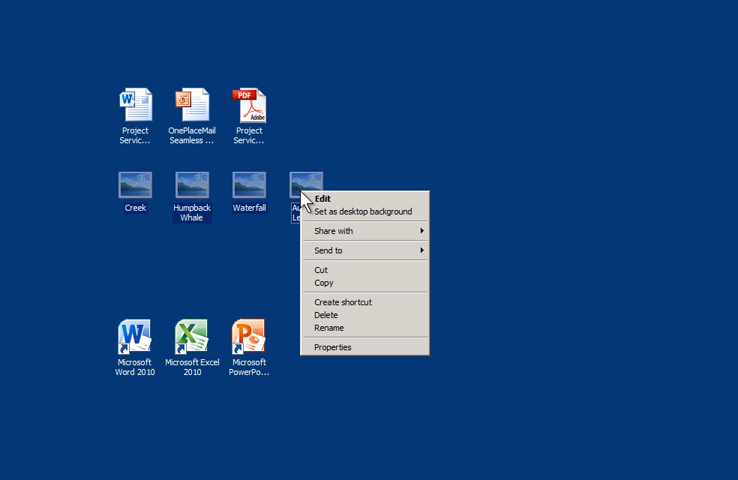 PDF
Adobe
Project
Servic...
OnePlaceMail
Seamless ...
Project
Servic...
Creek
Humpback
Whale
Waterfall
Edit
Set as desktop background
Share with
Send to
Cut
Copy
Create shortcut
Delete
Rename
Properties
Microsoft
Word 2010
Microsoft Excel
2010
Microsoft
PowerPo...